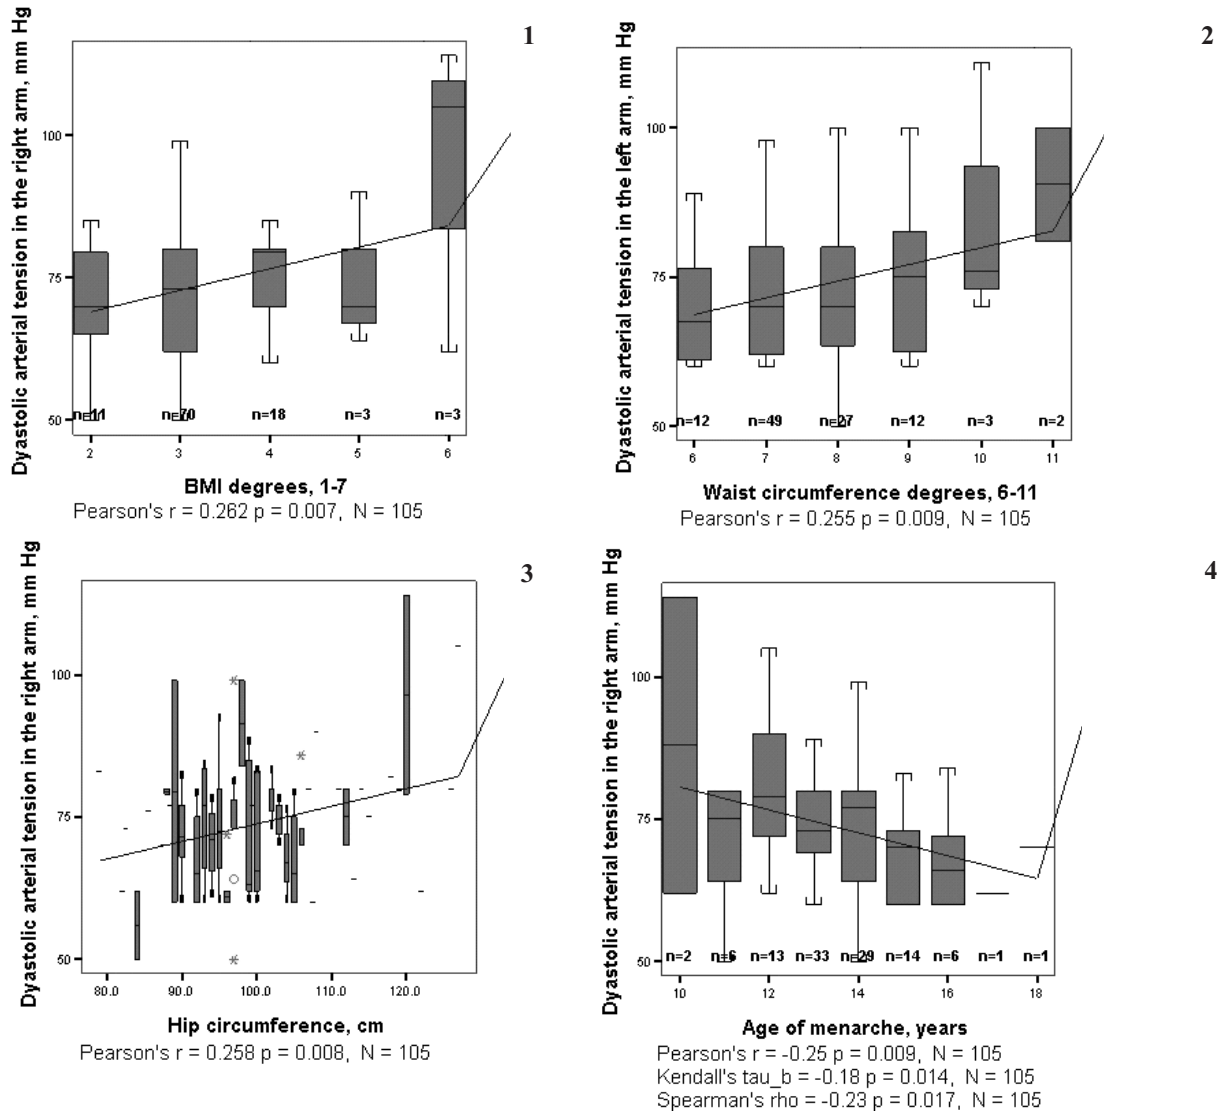 1
Dyastolic arterial tension in the right arm, mm Hg
100
75
50
n=11 n=70 n=18 n=3 n=3
2 3 4 5 6
BMI degrees, 1-7
Pearson's r = 0.262 p = 0.007, N = 105
2
Dyastolic arterial tension in the left arm, mm Hg
100
75
50
n=12 n=49 n=27 n=12 n=3 n=2
6 7 8 9 10 11
Waist circumference degrees, 6-11
Pearson's r = 0.255 p = 0.009, N = 105
3
Dyastolic arterial tension in the right arm, mm Hg
100
75
50
80.0 90.0 100.0 110.0 120.0
Hip circumference, cm
Pearson's r = 0.258 p = 0.008, N = 105
4
Dyastolic arterial tension in the right arm, mm Hg
100
75
50
n=2 n=6 n=13 n=33 n=29 n=14 n=6 n=1 n=1
10 12 14 16 18
Age of menarche, years
Pearson's r = -0.25 p = 0.009, N = 105
Kendall's tau_b = -0.18 p = 0.014, N = 105
Spearman's rho = -0.23 p = 0.017, N = 105